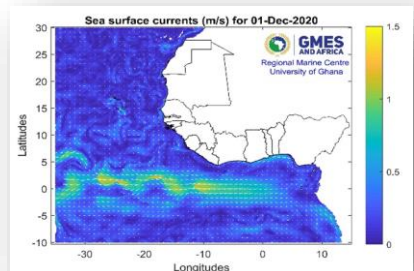 Sea surface currents (m/s) for 01-Dec-2020
GMES
AND AFRICA
Regional Marine Centre
University of Ghana
Latitudes
30
25
20
15
10
5
0
-5
-10
-30
-20
-10
0
10
Longitudes
1.5
1
0.5
0